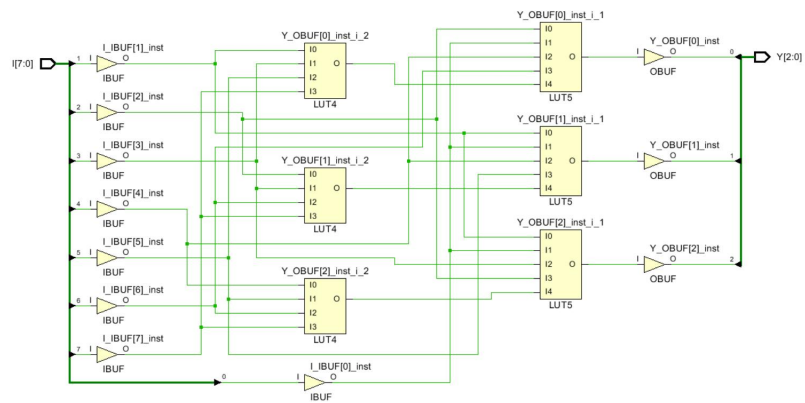 Y_OBUF[0]_inst_i_1
Y_OBUF[0]_inst_i_2
I_IBUF[1]_inst
I0
Y_OBUF[0]_inst
I[7:0]
1
I
O
IBUF
I0
I1
O
I2
I3
LUT4
I1
I2
O
I3
I4
LUT5
I
O
OBUF
0
Y[2:0]
I_IBUF[2]_inst
2
I
O
IBUF
Y_OBUF[1]_inst_i_1
I_IBUF[3]_inst
3
I
O
IBUF
Y_OBUF[1]_inst_i_2
I0
I1
O
I2
I3
LUT4
I0
I1
I2
O
I3
I4
LUT5
Y_OBUF[1]_inst
I
O
OBUF
1
I_IBUF[4]_inst
4
I
O
IBUF
Y_OBUF[2]_inst_i_1
I_IBUF[5]_inst
5
I
O
IBUF
I0
I1
I2
O
I3
I4
LUT5
Y_OBUF[2]_inst
I
O
OBUF
2
Y_OBUF[2]_inst_i_2
I0
I1
O
I2
I3
LUT4
I_IBUF[6]_inst
6
I
O
IBUF
I_IBUF[7]_inst
7
I
O
IBUF
I_IBUF[0]_inst
0
I
O
IBUF